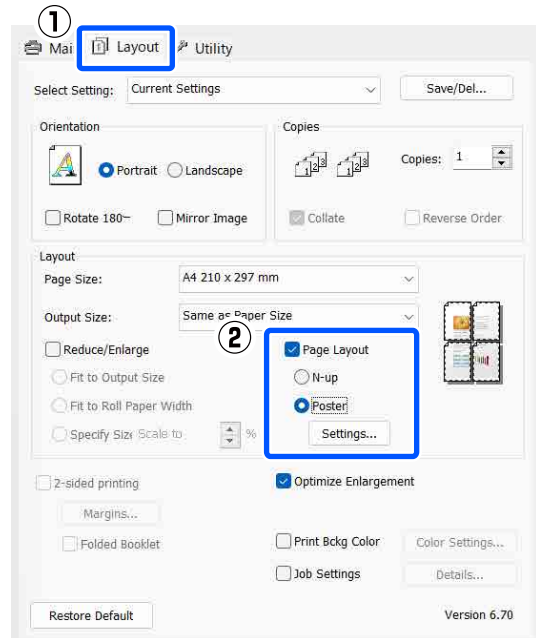 ①
Mai Layout Utility
Select Setting: Current Settings Save/Del...
Orientation Copies
A Portrait Landscape Copies: 1
Rotate 180~ Mirror Image Collate Reverse Order
Layout
Page Size: A4 210 x 297 mm
Output Size: Same as Paper Size
②
Reduce/Enlarge Page Layout
Fit to Output Size N-up
Fit to Roll Paper Width Poster
Specify Size Scale to % Settings...
2-sided printing Optimize Enlargement
Margins...
Folded Booklet Print Bckg Color Color Settings...
Job Settings Details...
Restore Default Version 6.70